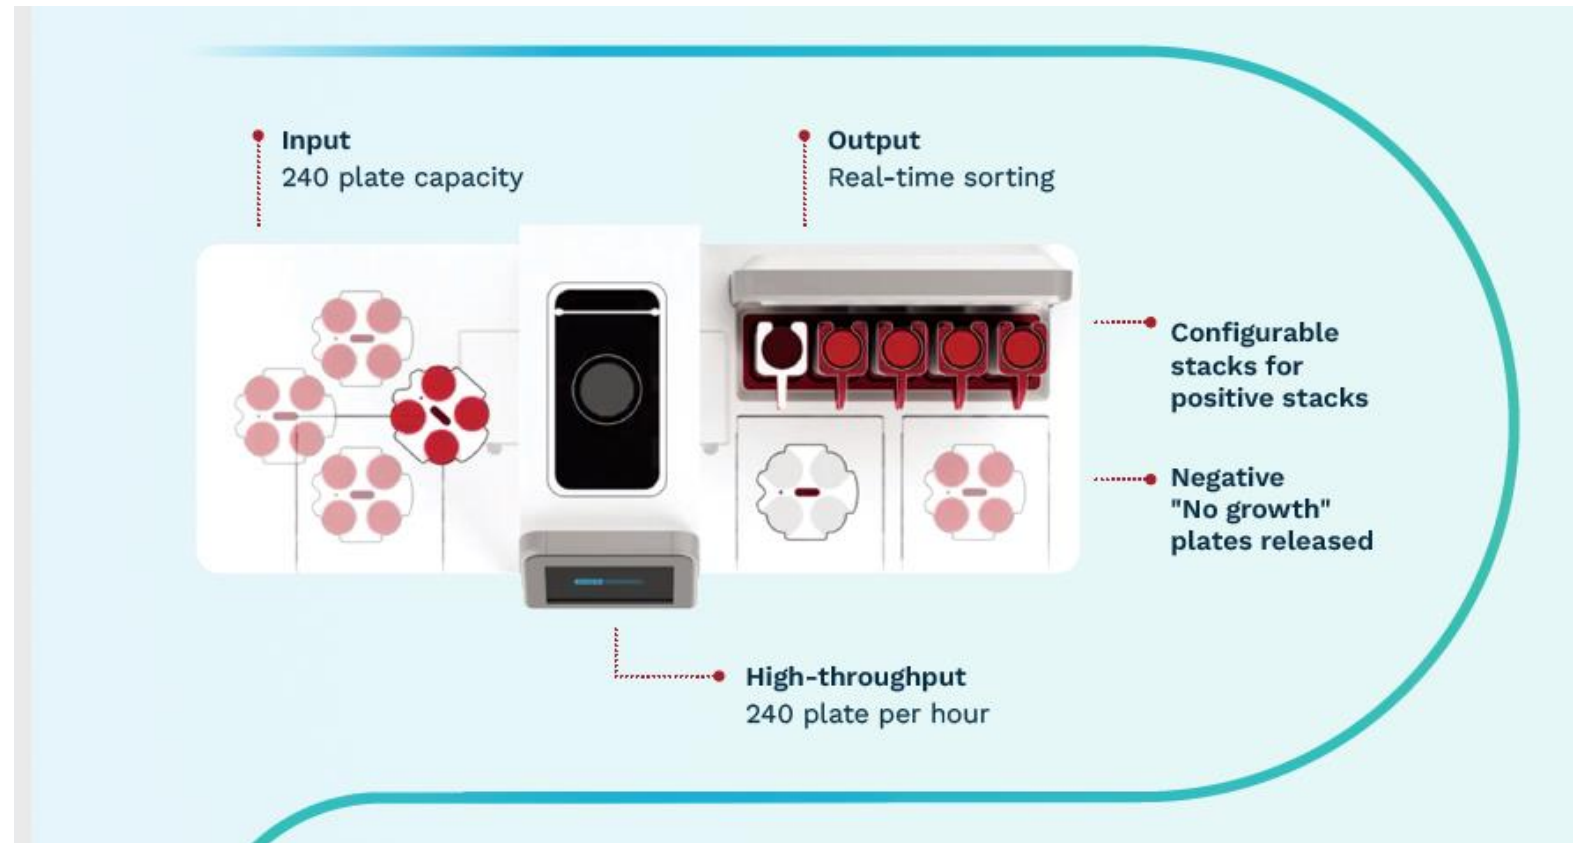 Input
240 plate capacity
Output
Real-time sorting
Configurable
stacks for
positive stacks
Negative
"No growth"
plates released
High-throughput
240 plate per hour